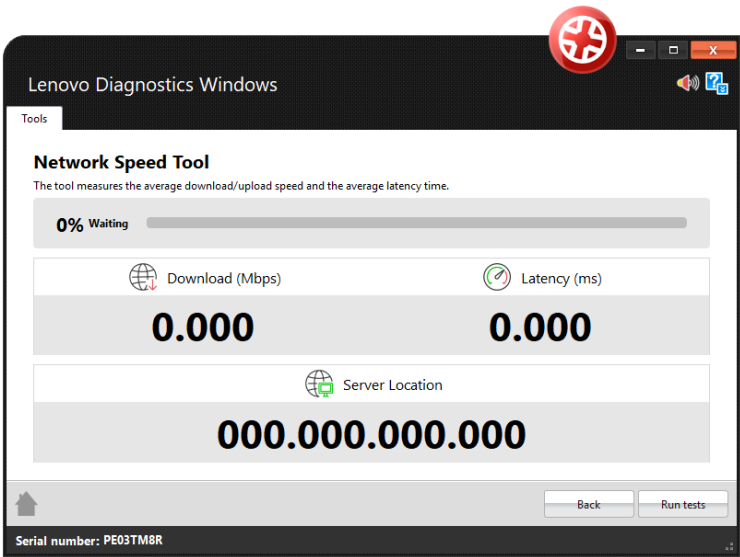 Lenovo Diagnostics Windows
Tools
Network Speed Tool
The tool measures the average download/upload speed and the average latency time.
0% Waiting
Download (Mbps) Latency (ms)
0.000 0.000
Server Location
000.000.000.000
Back Run tests
Serial number: PE03TM8R